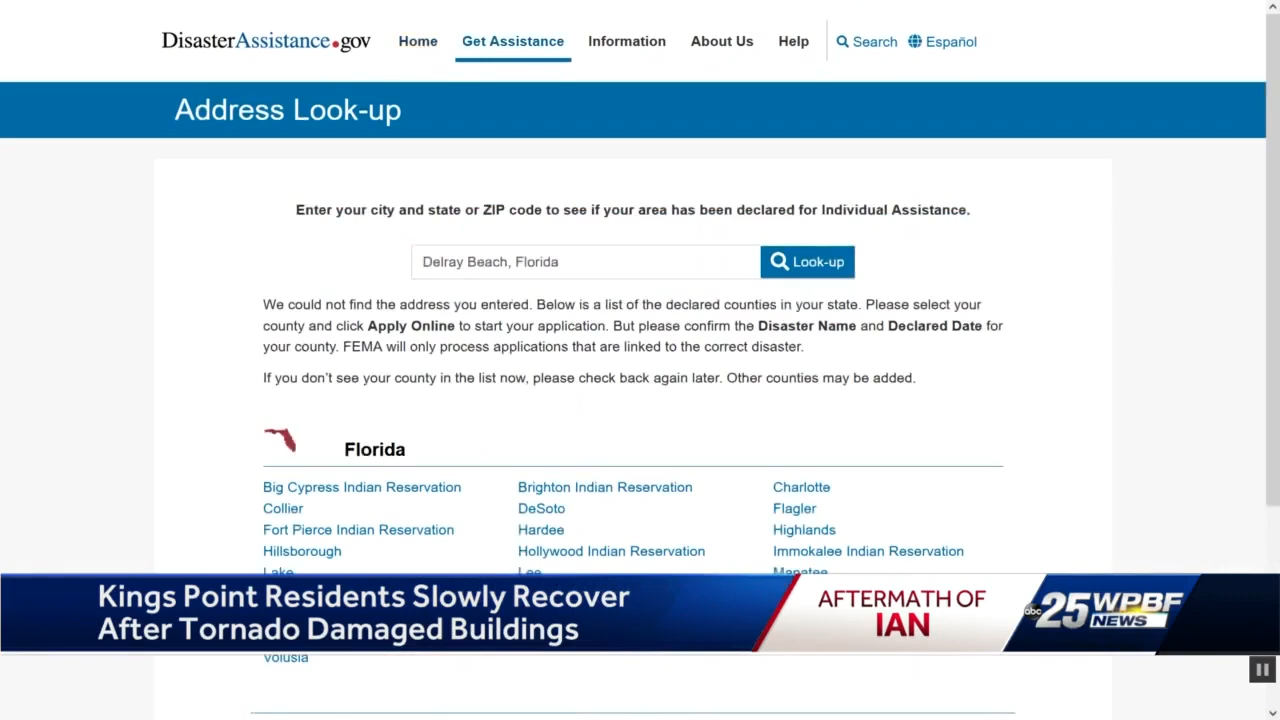 DisasterAssistance.gov Home Get Assistance Information About Us Help Search Español
Address Look-up
Enter your city and state or ZIP code to see if your area has been declared for Individual Assistance.
Delray Beach, Florida Look-up
We could not find the address you entered. Below is a list of the declared counties in your state. Please select your
county and click Apply Online to start your application. But please confirm the Disaster Name and Declared Date for
your county. FEMA will only process applications that are linked to the correct disaster.
If you don't see your county in the list now, please check back again later. Other counties may be added.
Florida
Big Cypress Indian Reservation Brighton Indian Reservation Charlotte
Collier DeSoto Flagler
Fort Pierce Indian Reservation Hardee Highlands
Hillsborough Hollywood Indian Reservation Immokalee Indian Reservation
Lake Lee Manatee
Kings Point Residents Slowly Recover
After Tornado Damaged Buildings
AFTERMATH OF
IAN
abc 25 WPBF
NEWS
Volusia